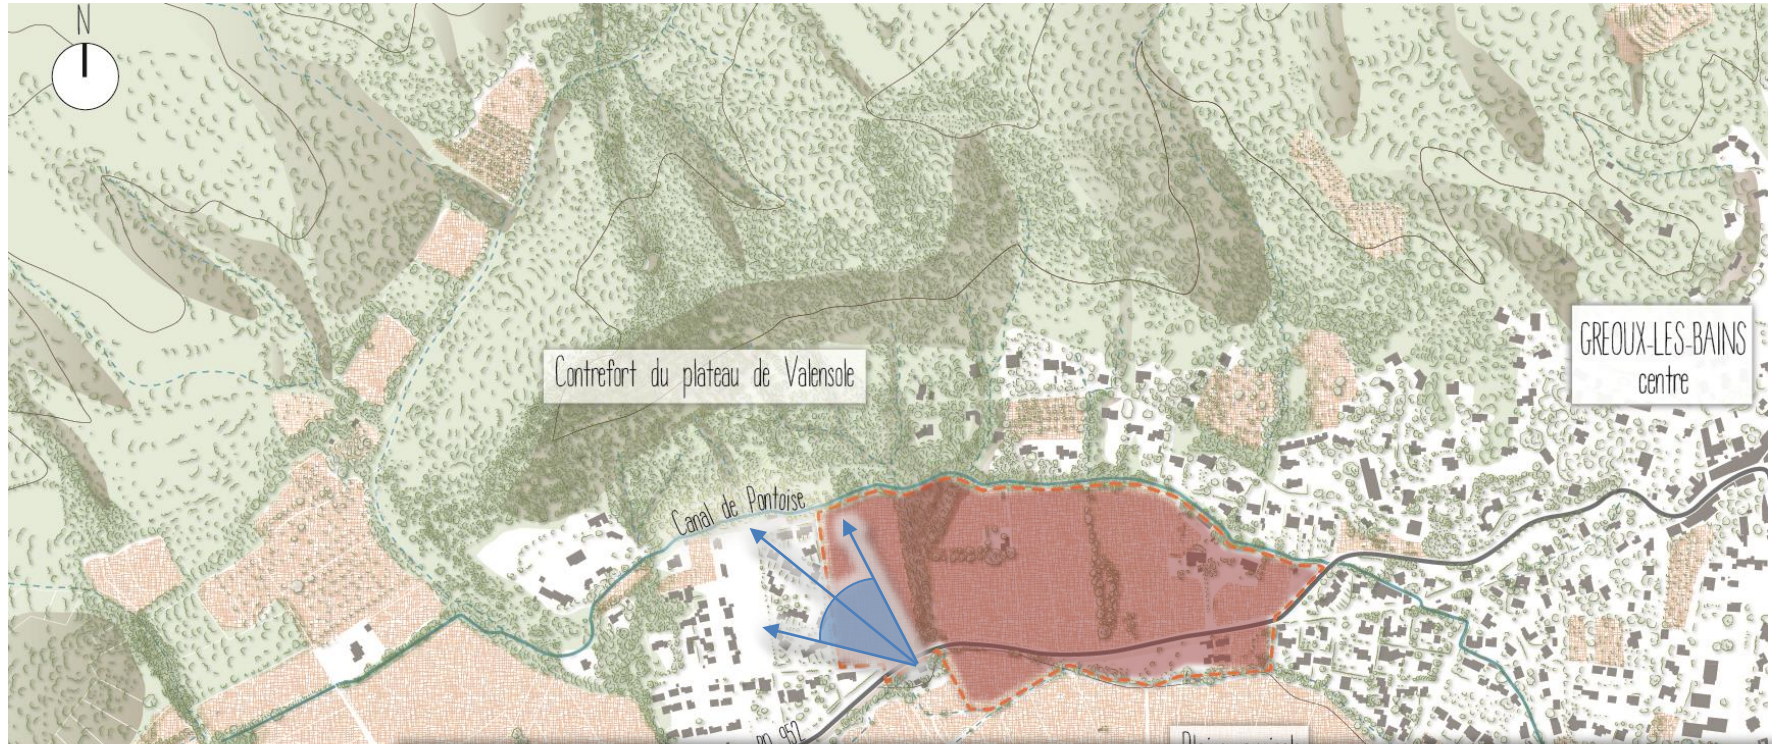 N
Contrefort du plateau de Valensole
GREOUX-LES-BAINS
centre
Canal de Pontoise
RD 952